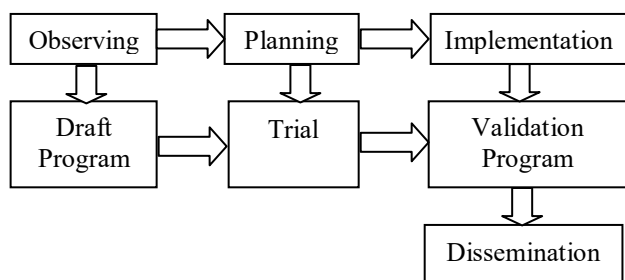 Observing
Planning
Implementation
Draft
Program
Trial
Validation
Program
Dissemination